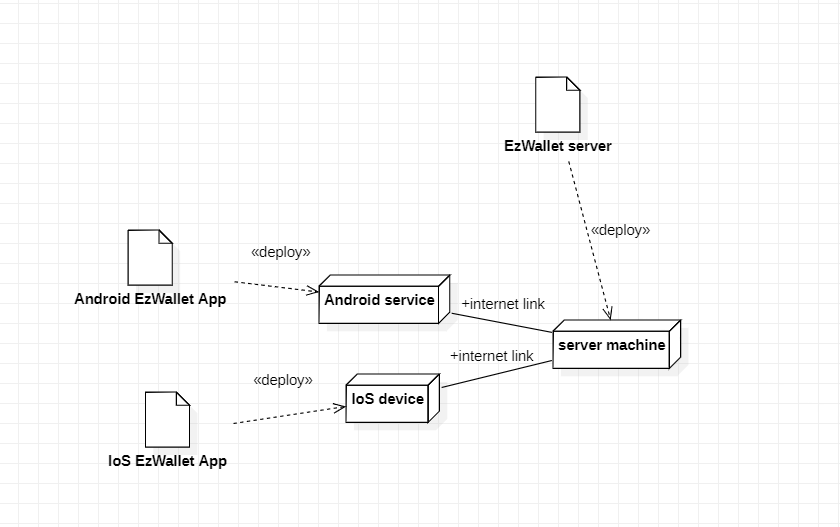 EzWallet server
«deploy»
«deploy»
Android EzWallet App
Android service
+internet link
server machine
+internet link
«deploy»
IoS device
IoS EzWallet App